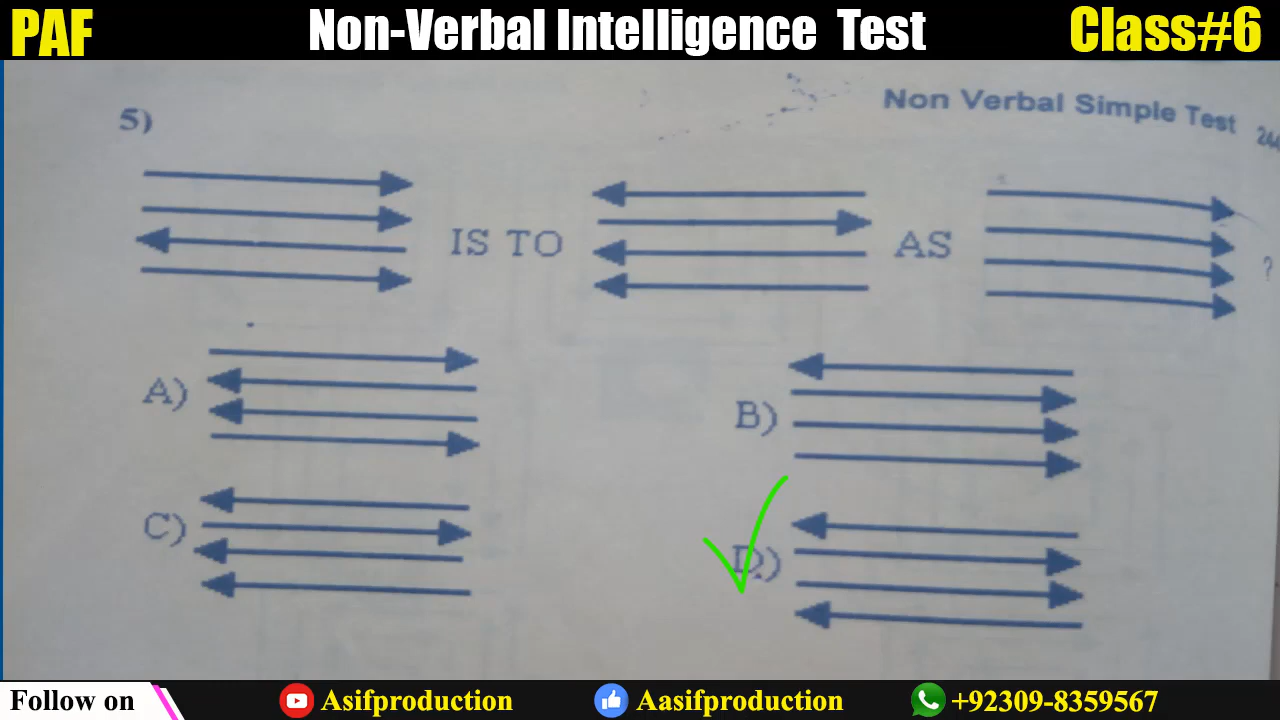 PAF Non-Verbal Intelligence Test Class#6
Non Verbal Simple Test
244
5)
IS TO
AS
?
A)
B)
C)
D)
Follow on Asifproduction Aasifproduction +92309-8359567